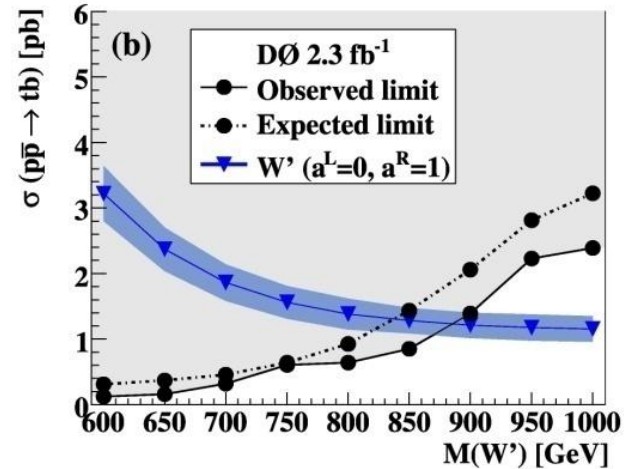 σ (pp̅ → tb) [pb]
6
5
4
3
2
1
0
(b)
DØ 2.3 fb⁻¹
Observed limit
Expected limit
W' (aᴸ=0, aᴿ=1)
600 650 700 750 800 850 900 950 1000
M(W') [GeV]